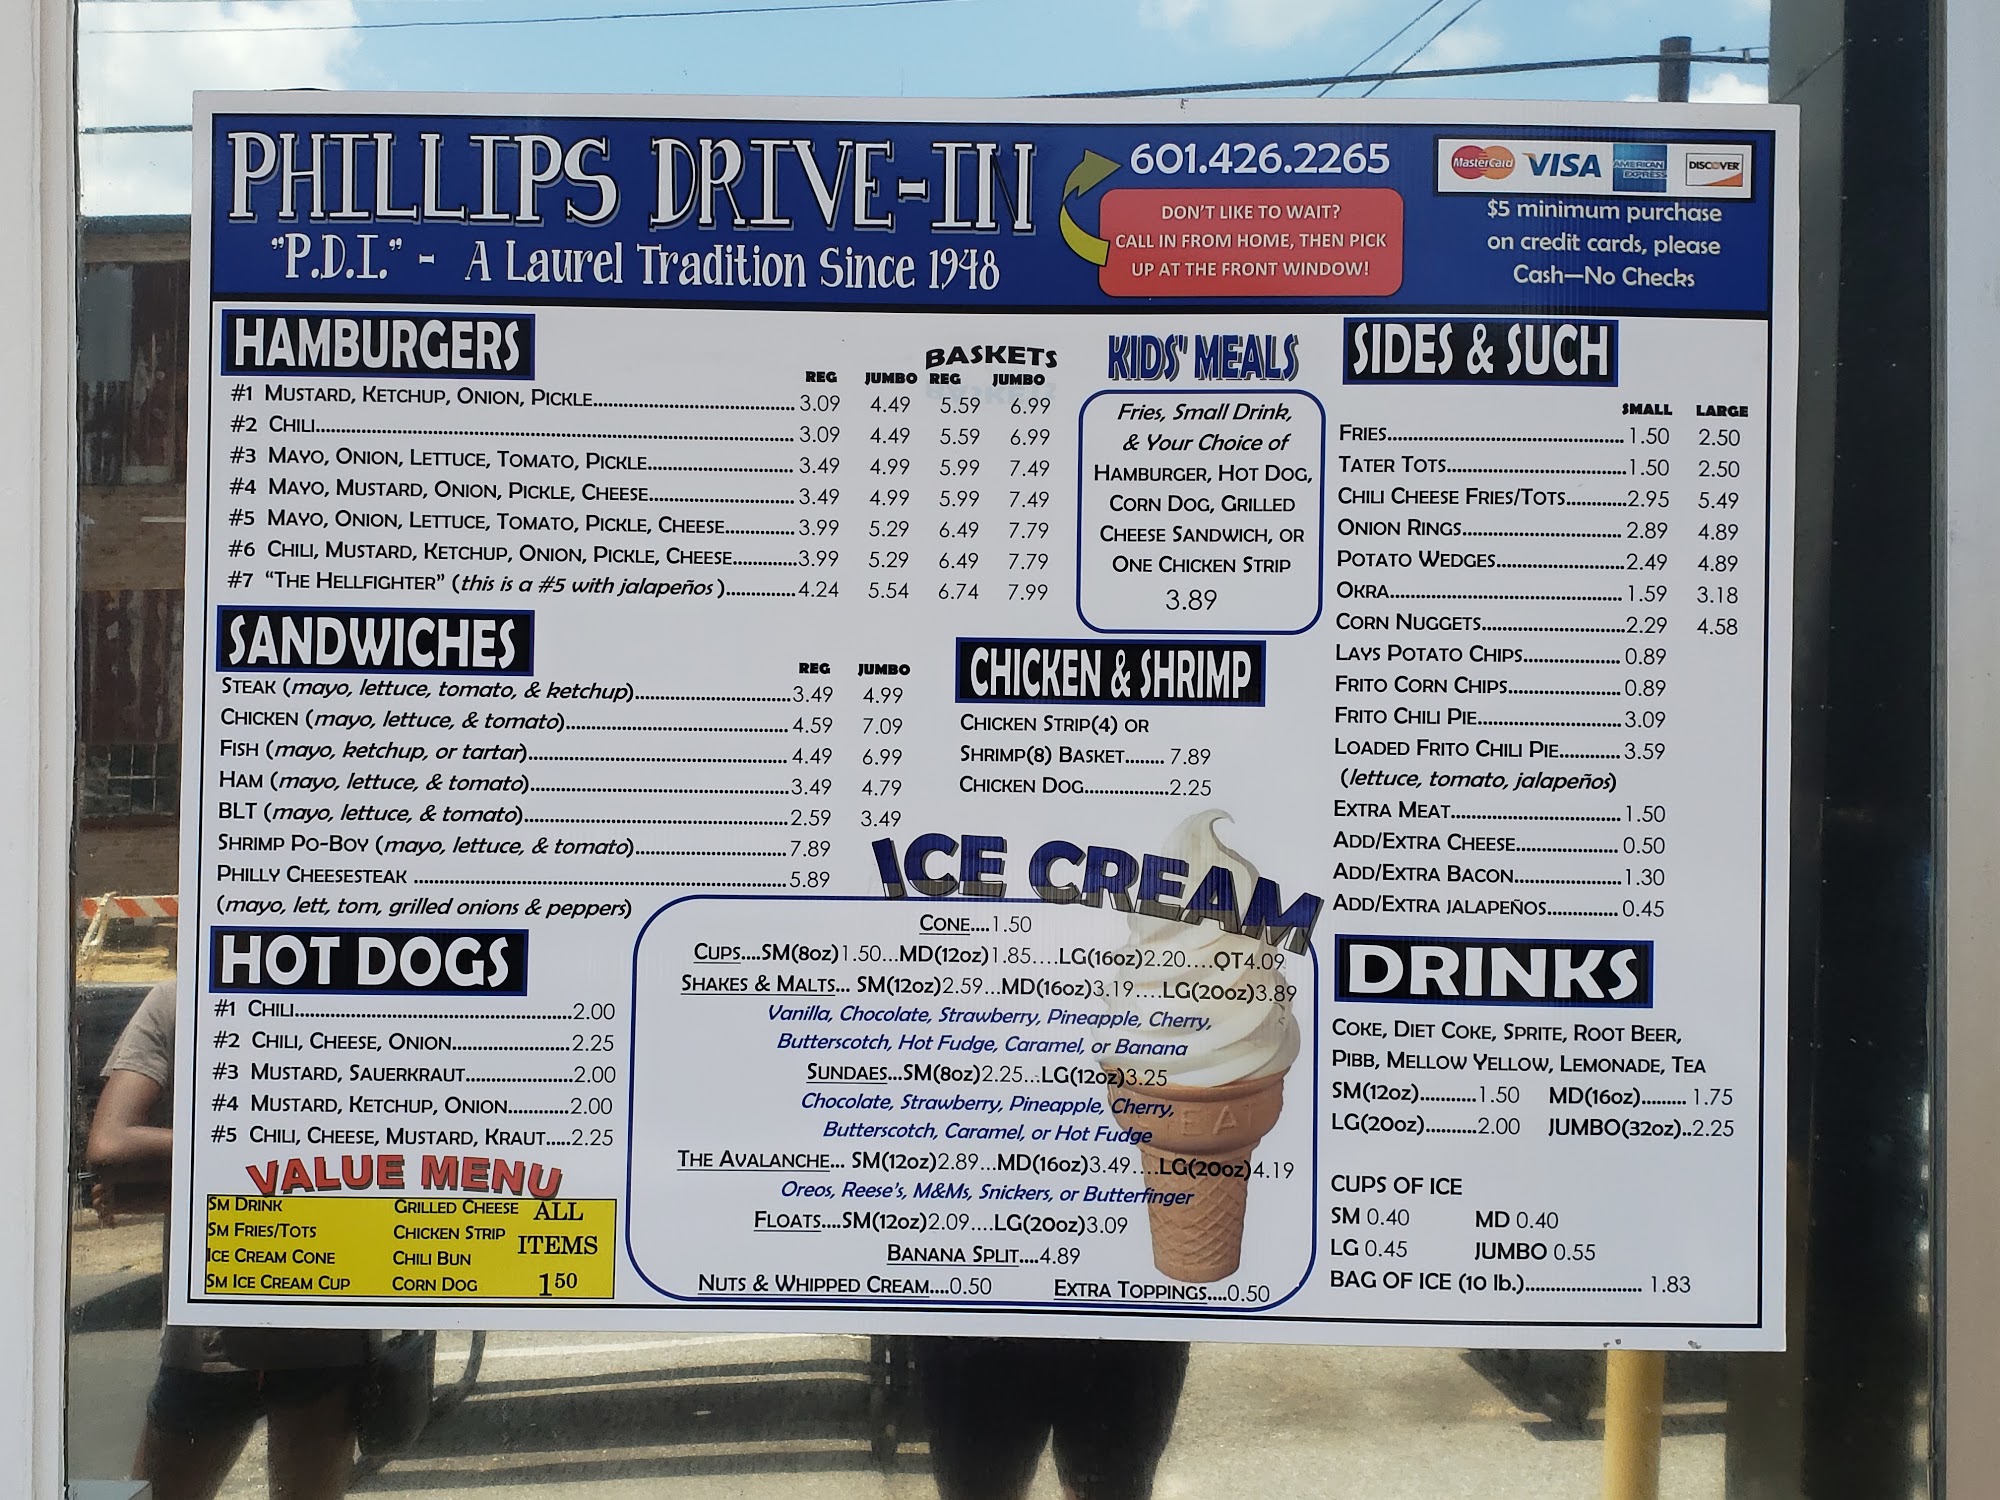 PHILLIPS DRIVE-IN
"P.D.I." - A Laurel Tradition Since 1948
601.426.2265
DON'T LIKE TO WAIT?
CALL IN FROM HOME, THEN PICK
UP AT THE FRONT WINDOW!
MasterCard VISA AMERICAN EXPRESS DISCOVER
$5 minimum purchase
on credit cards, please
Cash—No Checks
HAMBURGERS
BASKETS
REG JUMBO REG JUMBO
#1 MUSTARD, KETCHUP, ONION, PICKLE.......... 3.09 4.49 5.59 6.99
#2 CHILI.......... 3.09 4.49 5.59 6.99
#3 MAYO, ONION, LETTUCE, TOMATO, PICKLE.......... 3.49 4.99 5.99 7.49
#4 MAYO, MUSTARD, ONION, PICKLE, CHEESE.......... 3.49 4.99 5.99 7.49
#5 MAYO, ONION, LETTUCE, TOMATO, PICKLE, CHEESE.......... 3.99 5.29 6.49 7.79
#6 CHILI, MUSTARD, KETCHUP, ONION, PICKLE, CHEESE..........3.99 5.29 6.49 7.79
#7 "THE HELLFIGHTER" (this is a #5 with jalapeños )..........4.24 5.54 6.74 7.99
SANDWICHES
REG JUMBO
STEAK (mayo, lettuce, tomato, & ketchup)..........3.49 4.99
CHICKEN (mayo, lettuce, & tomato).......... 4.59 7.09
FISH (mayo, ketchup, or tartar).......... 4.49 6.99
HAM (mayo, lettuce, & tomato)..........3.49 4.79
BLT (mayo, lettuce, & tomato)..........2.59 3.49
SHRIMP PO-BOY (mayo, lettuce, & tomato)..........7.89
PHILLY CHEESESTEAK ..........5.89
(mayo, lett, tom, grilled onions & peppers)
HOT DOGS
#1 CHILI..........2.00
#2 CHILI, CHEESE, ONION..........2.25
#3 MUSTARD, SAUERKRAUT..........2.00
#4 MUSTARD, KETCHUP, ONION..........2.00
#5 CHILI, CHEESE, MUSTARD, KRAUT.....2.25
VALUE MENU
SM DRINK GRILLED CHEESE
SM FRIES/TOTS CHICKEN STRIP
ICE CREAM CONE CHILI BUN
SM ICE CREAM CUP CORN DOG
ALL
ITEMS
1 50
KIDS' MEALS
Fries, Small Drink,
& Your Choice of
HAMBURGER, HOT DOG,
CORN DOG, GRILLED
CHEESE SANDWICH, OR
ONE CHICKEN STRIP
3.89
CHICKEN & SHRIMP
CHICKEN STRIP(4) OR
SHRIMP(8) BASKET........ 7.89
CHICKEN DOG..........2.25
ICE CREAM
CONE....1.50
CUPS....SM(8oz)1.50...MD(12oz)1.85....LG(16oz)2.20....QT4.09
SHAKES & MALTS... SM(12oz)2.59...MD(16oz)3.19....LG(20oz)3.89
Vanilla, Chocolate, Strawberry, Pineapple, Cherry,
Butterscotch, Hot Fudge, Caramel, or Banana
SUNDAES...SM(8oz)2.25...LG(12oz)3.25
Chocolate, Strawberry, Pineapple, Cherry,
Butterscotch, Caramel, or Hot Fudge
THE AVALANCHE... SM(12oz)2.89...MD(16oz)3.49....LG(20oz)4.19
Oreos, Reese's, M&Ms, Snickers, or Butterfinger
FLOATS....SM(12oz)2.09....LG(20oz)3.09
BANANA SPLIT....4.89
NUTS & WHIPPED CREAM....0.50 EXTRA TOPPINGS....0.50
EAT
SIDES & SUCH
SMALL LARGE
FRIES.......... 1.50 2.50
TATER TOTS..........1.50 2.50
CHILI CHEESE FRIES/TOTS..........2.95 5.49
ONION RINGS.......... 2.89 4.89
POTATO WEDGES..........2.49 4.89
OKRA.......... 1.59 3.18
CORN NUGGETS..........2.29 4.58
LAYS POTATO CHIPS.......... 0.89
FRITO CORN CHIPS.......... 0.89
FRITO CHILI PIE.......... 3.09
LOADED FRITO CHILI PIE.......... 3.59
(lettuce, tomato, jalapeños)
EXTRA MEAT.......... 1.50
ADD/EXTRA CHEESE.......... 0.50
ADD/EXTRA BACON.......... 1.30
ADD/EXTRA JALAPEÑOS.......... 0.45
DRINKS
COKE, DIET COKE, SPRITE, ROOT BEER,
PIBB, MELLOW YELLOW, LEMONADE, TEA
SM(12oz)..........1.50 MD(16oz)......... 1.75
LG(20oz)..........2.00 JUMBO(32oz)..2.25
CUPS OF ICE
SM 0.40 MD 0.40
LG 0.45 JUMBO 0.55
BAG OF ICE (10 lb.).......... 1.83